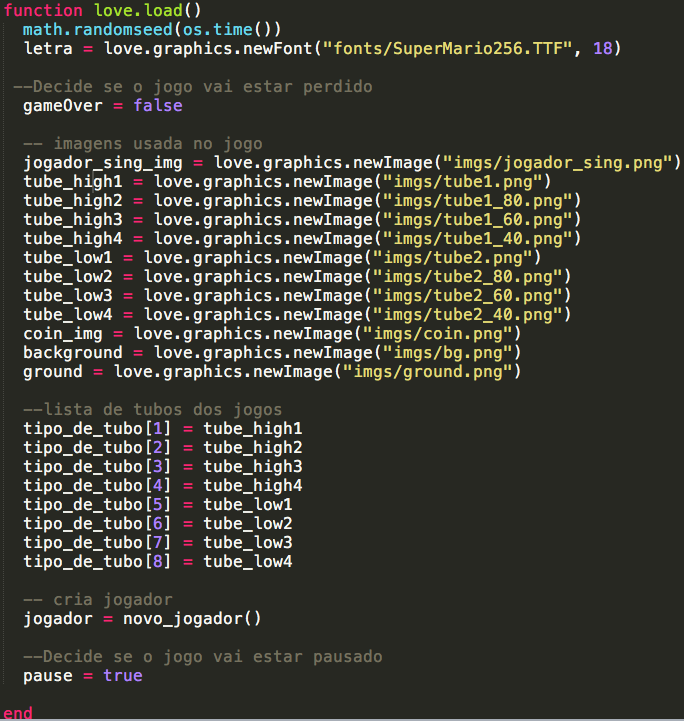 function love.load()
math.randomseed(os.time())
letra = love.graphics.newFont("fonts/SuperMario256.TTF", 18)
--Decide se o jogo vai estar perdido
gameOver = false
-- imagens usada no jogo
jogador_sing_img = love.graphics.newImage("imgs/jogador_sing.png")
tube_high1 = love.graphics.newImage("imgs/tube1.png")
tube_high2 = love.graphics.newImage("imgs/tube1_80.png")
tube_high3 = love.graphics.newImage("imgs/tube1_60.png")
tube_high4 = love.graphics.newImage("imgs/tube1_40.png")
tube_low1 = love.graphics.newImage("imgs/tube2.png")
tube_low2 = love.graphics.newImage("imgs/tube2_80.png")
tube_low3 = love.graphics.newImage("imgs/tube2_60.png")
tube_low4 = love.graphics.newImage("imgs/tube2_40.png")
coin_img = love.graphics.newImage("imgs/coin.png")
background = love.graphics.newImage("imgs/bg.png")
ground = love.graphics.newImage("imgs/ground.png")
--lista de tubos dos jogos
tipo_de_tubo[1] = tube_high1
tipo_de_tubo[2] = tube_high2
tipo_de_tubo[3] = tube_high3
tipo_de_tubo[4] = tube_high4
tipo_de_tubo[5] = tube_low1
tipo_de_tubo[6] = tube_low2
tipo_de_tubo[7] = tube_low3
tipo_de_tubo[8] = tube_low4
-- cria jogador
jogador = novo_jogador()
--Decide se o jogo vai estar pausado
pause = true
end